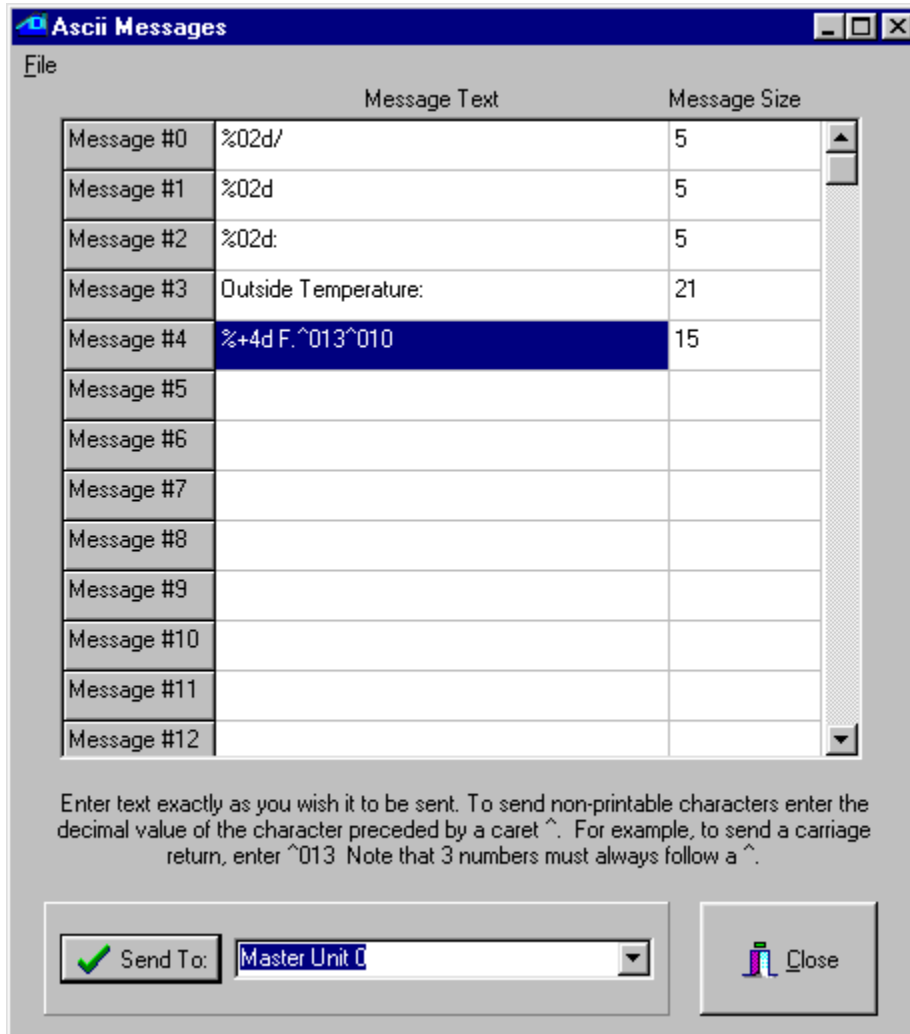 Ascii Messages
File
Message Text Message Size
Message #0 %02d/ 5
Message #1 %02d 5
Message #2 %02d: 5
Message #3 Outside Temperature: 21
Message #4 %+4d F.^013^010 15
Message #5
Message #6
Message #7
Message #8
Message #9
Message #10
Message #11
Message #12
Enter text exactly as you wish it to be sent. To send non-printable characters enter the
decimal value of the character preceded by a caret ^. For example, to send a carriage
return, enter ^013 Note that 3 numbers must always follow a ^.
Send To: Master Unit 0 Close